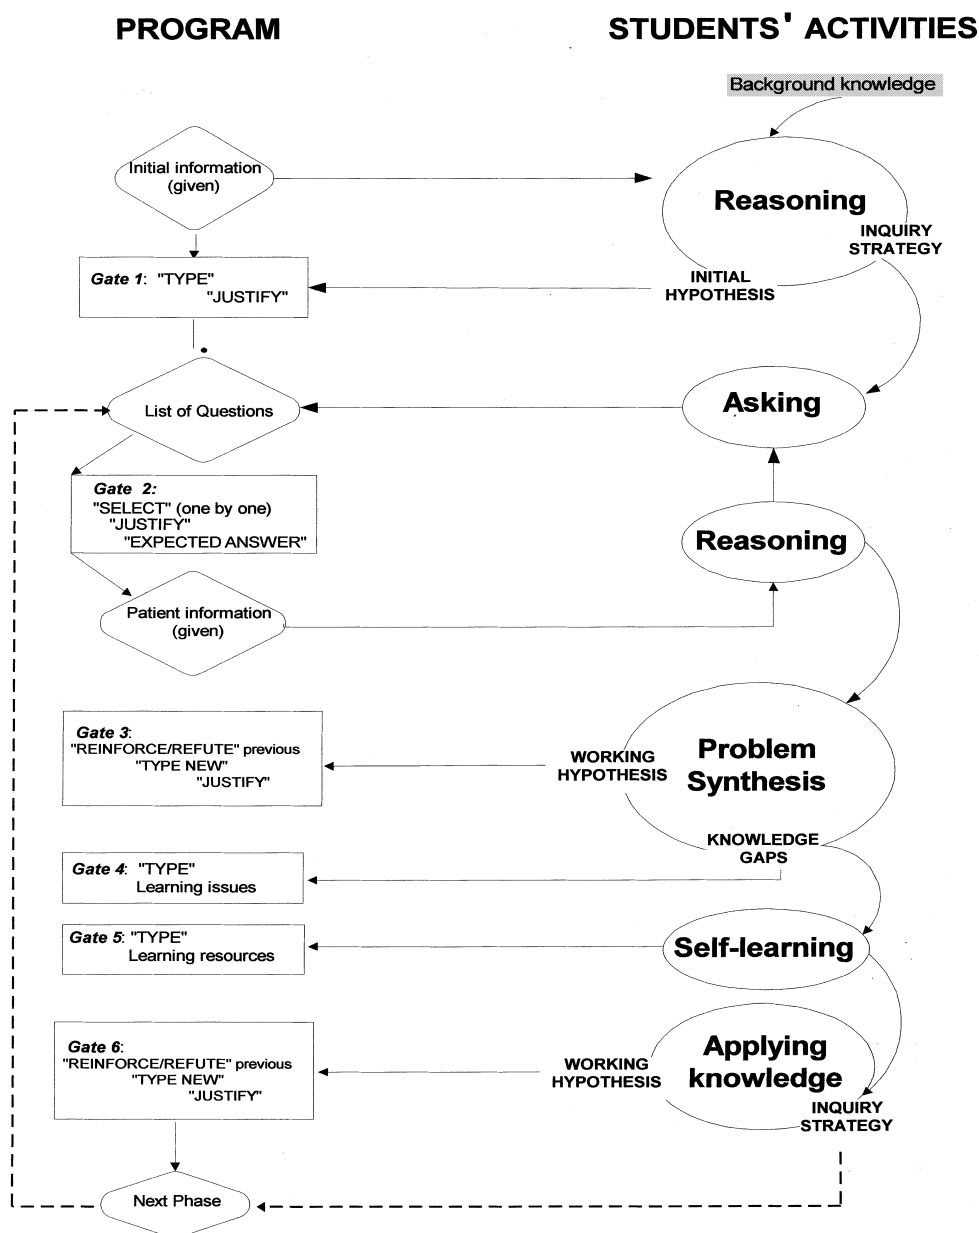 PROGRAM
STUDENTS' ACTIVITIES
Background knowledge
Initial information
(given)
Reasoning
INQUIRY
STRATEGY
Gate 1: "TYPE"
"JUSTIFY"
INITIAL
HYPOTHESIS
List of Questions
Asking
Gate 2:
"SELECT" (one by one)
"JUSTIFY"
"EXPECTED ANSWER"
Reasoning
Patient information
(given)
Gate 3:
"REINFORCE/REFUTE" previous
"TYPE NEW"
"JUSTIFY"
WORKING
HYPOTHESIS
Problem
Synthesis
KNOWLEDGE
GAPS
Gate 4: "TYPE"
Learning issues
Gate 5: "TYPE"
Learning resources
Self-learning
Gate 6:
"REINFORCE/REFUTE" previous
"TYPE NEW"
"JUSTIFY"
WORKING
HYPOTHESIS
Applying
knowledge
INQUIRY
STRATEGY
Next Phase